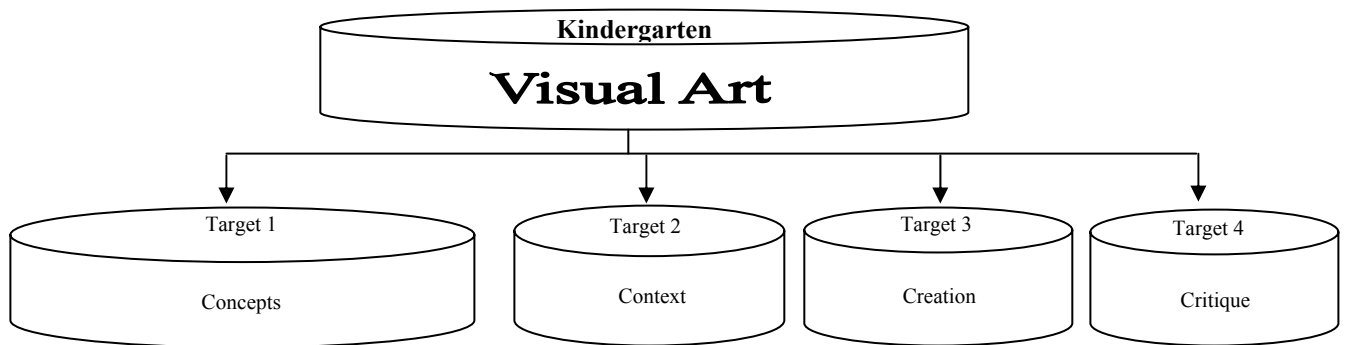 Kindergarten
Visual Art
Target 1
Concepts
Target 2
Context
Target 3
Creation
Target 4
Critique